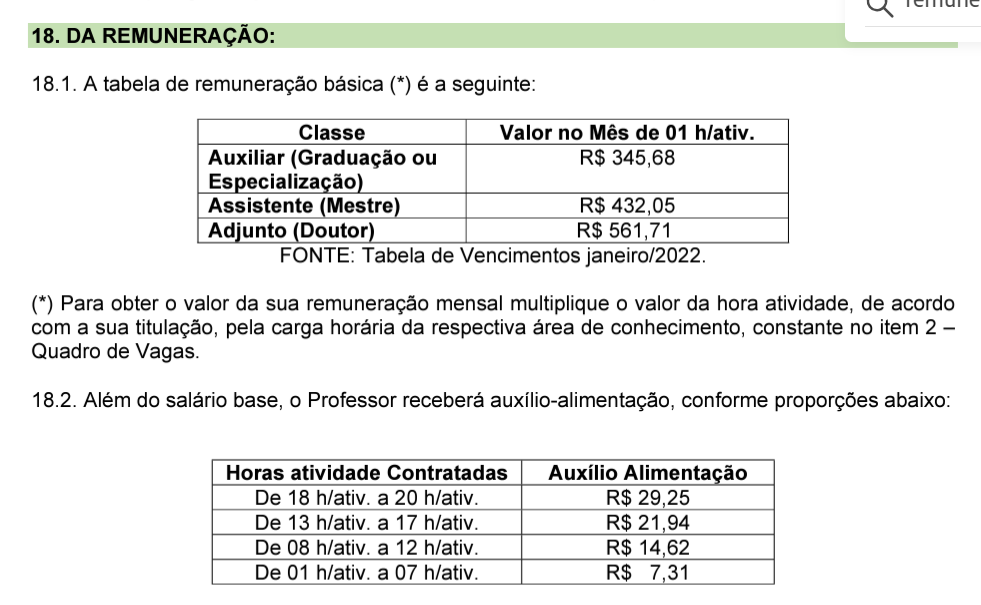 remune
18. DA REMUNERAÇÃO:
18.1. A tabela de remuneração básica (*) é a seguinte:
Classe Valor no Mês de 01 h/ativ.
Auxiliar (Graduação ou R$ 345,68
Especialização)
Assistente (Mestre) R$ 432,05
Adjunto (Doutor) R$ 561,71
FONTE: Tabela de Vencimentos janeiro/2022.
(*) Para obter o valor da sua remuneração mensal multiplique o valor da hora atividade, de acordo
com a sua titulação, pela carga horária da respectiva área de conhecimento, constante no item 2 –
Quadro de Vagas.
18.2. Além do salário base, o Professor receberá auxílio-alimentação, conforme proporções abaixo:
Horas atividade Contratadas Auxílio Alimentação
De 18 h/ativ. a 20 h/ativ. R$ 29,25
De 13 h/ativ. a 17 h/ativ. R$ 21,94
De 08 h/ativ. a 12 h/ativ. R$ 14,62
De 01 h/ativ. a 07 h/ativ. R$ 7,31